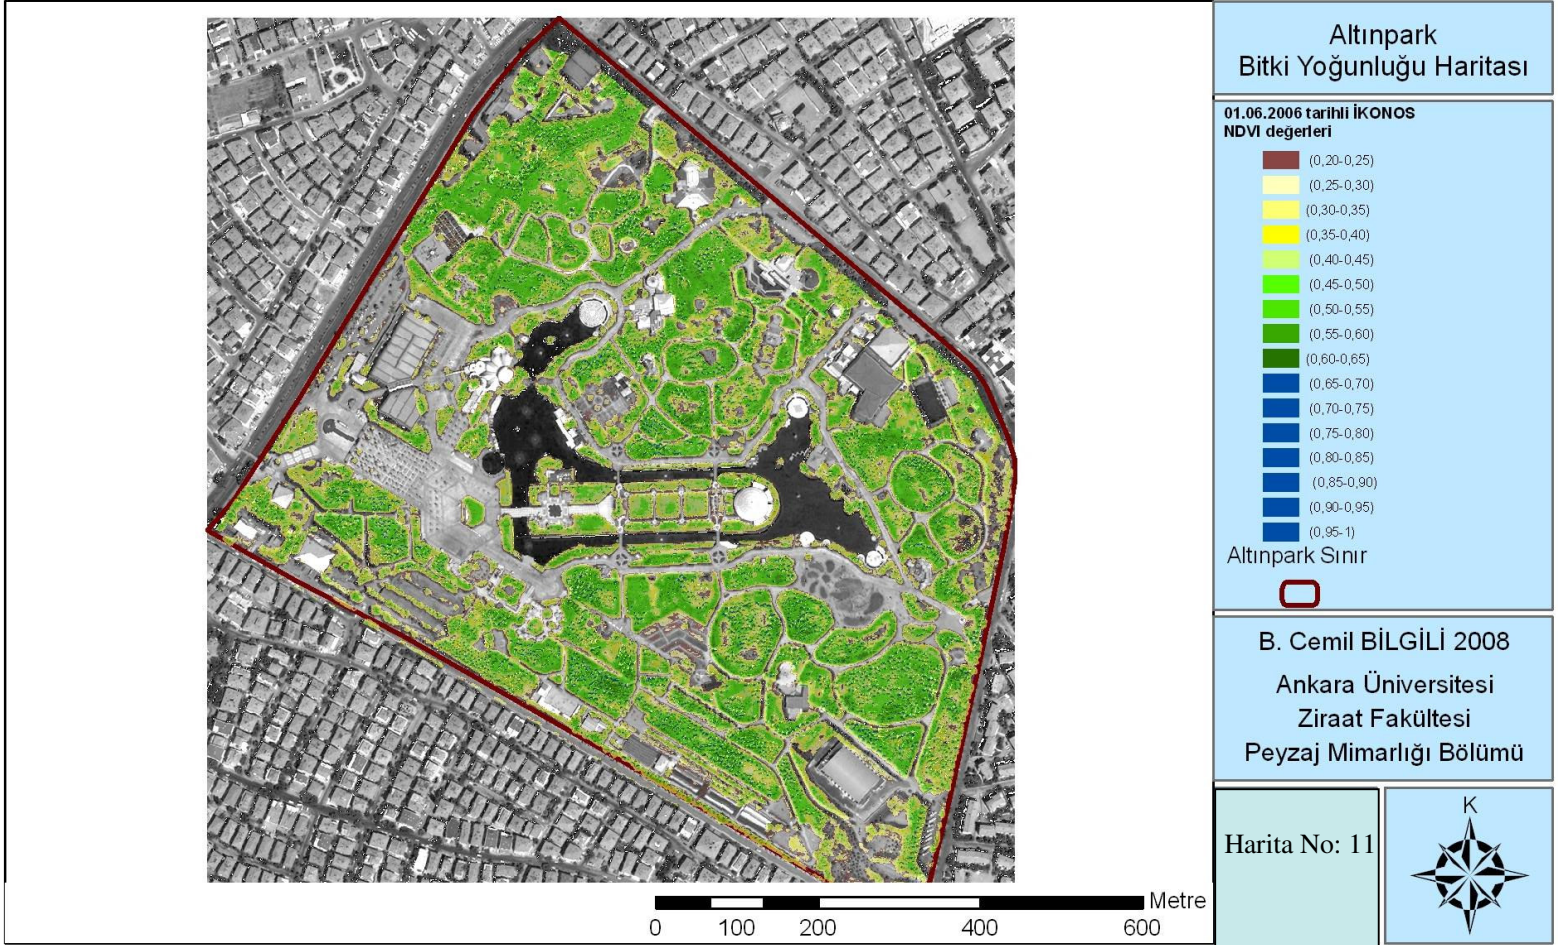 Altınpark
Bitki Yoğunluğu Haritası
01.06.2006 tarihli İKONOS
NDVI değerleri
(0,20-0,25)
(0,25-0,30)
(0,30-0,35)
(0,35-0,40)
(0,40-0,45)
(0,45-0,50)
(0,50-0,55)
(0,55-0,60)
(0,60-0,65)
(0,65-0,70)
(0,70-0,75)
(0,75-0,80)
(0,80-0,85)
(0,85-0,90)
(0,90-0,95)
(0,95-1)
Altınpark Sınır
B. Cemil BİLGİLİ 2008
Ankara Üniversitesi
Ziraat Fakültesi
Peyzaj Mimarlığı Bölümü
Harita No: 11
K
Metre
0 100 200 400 600